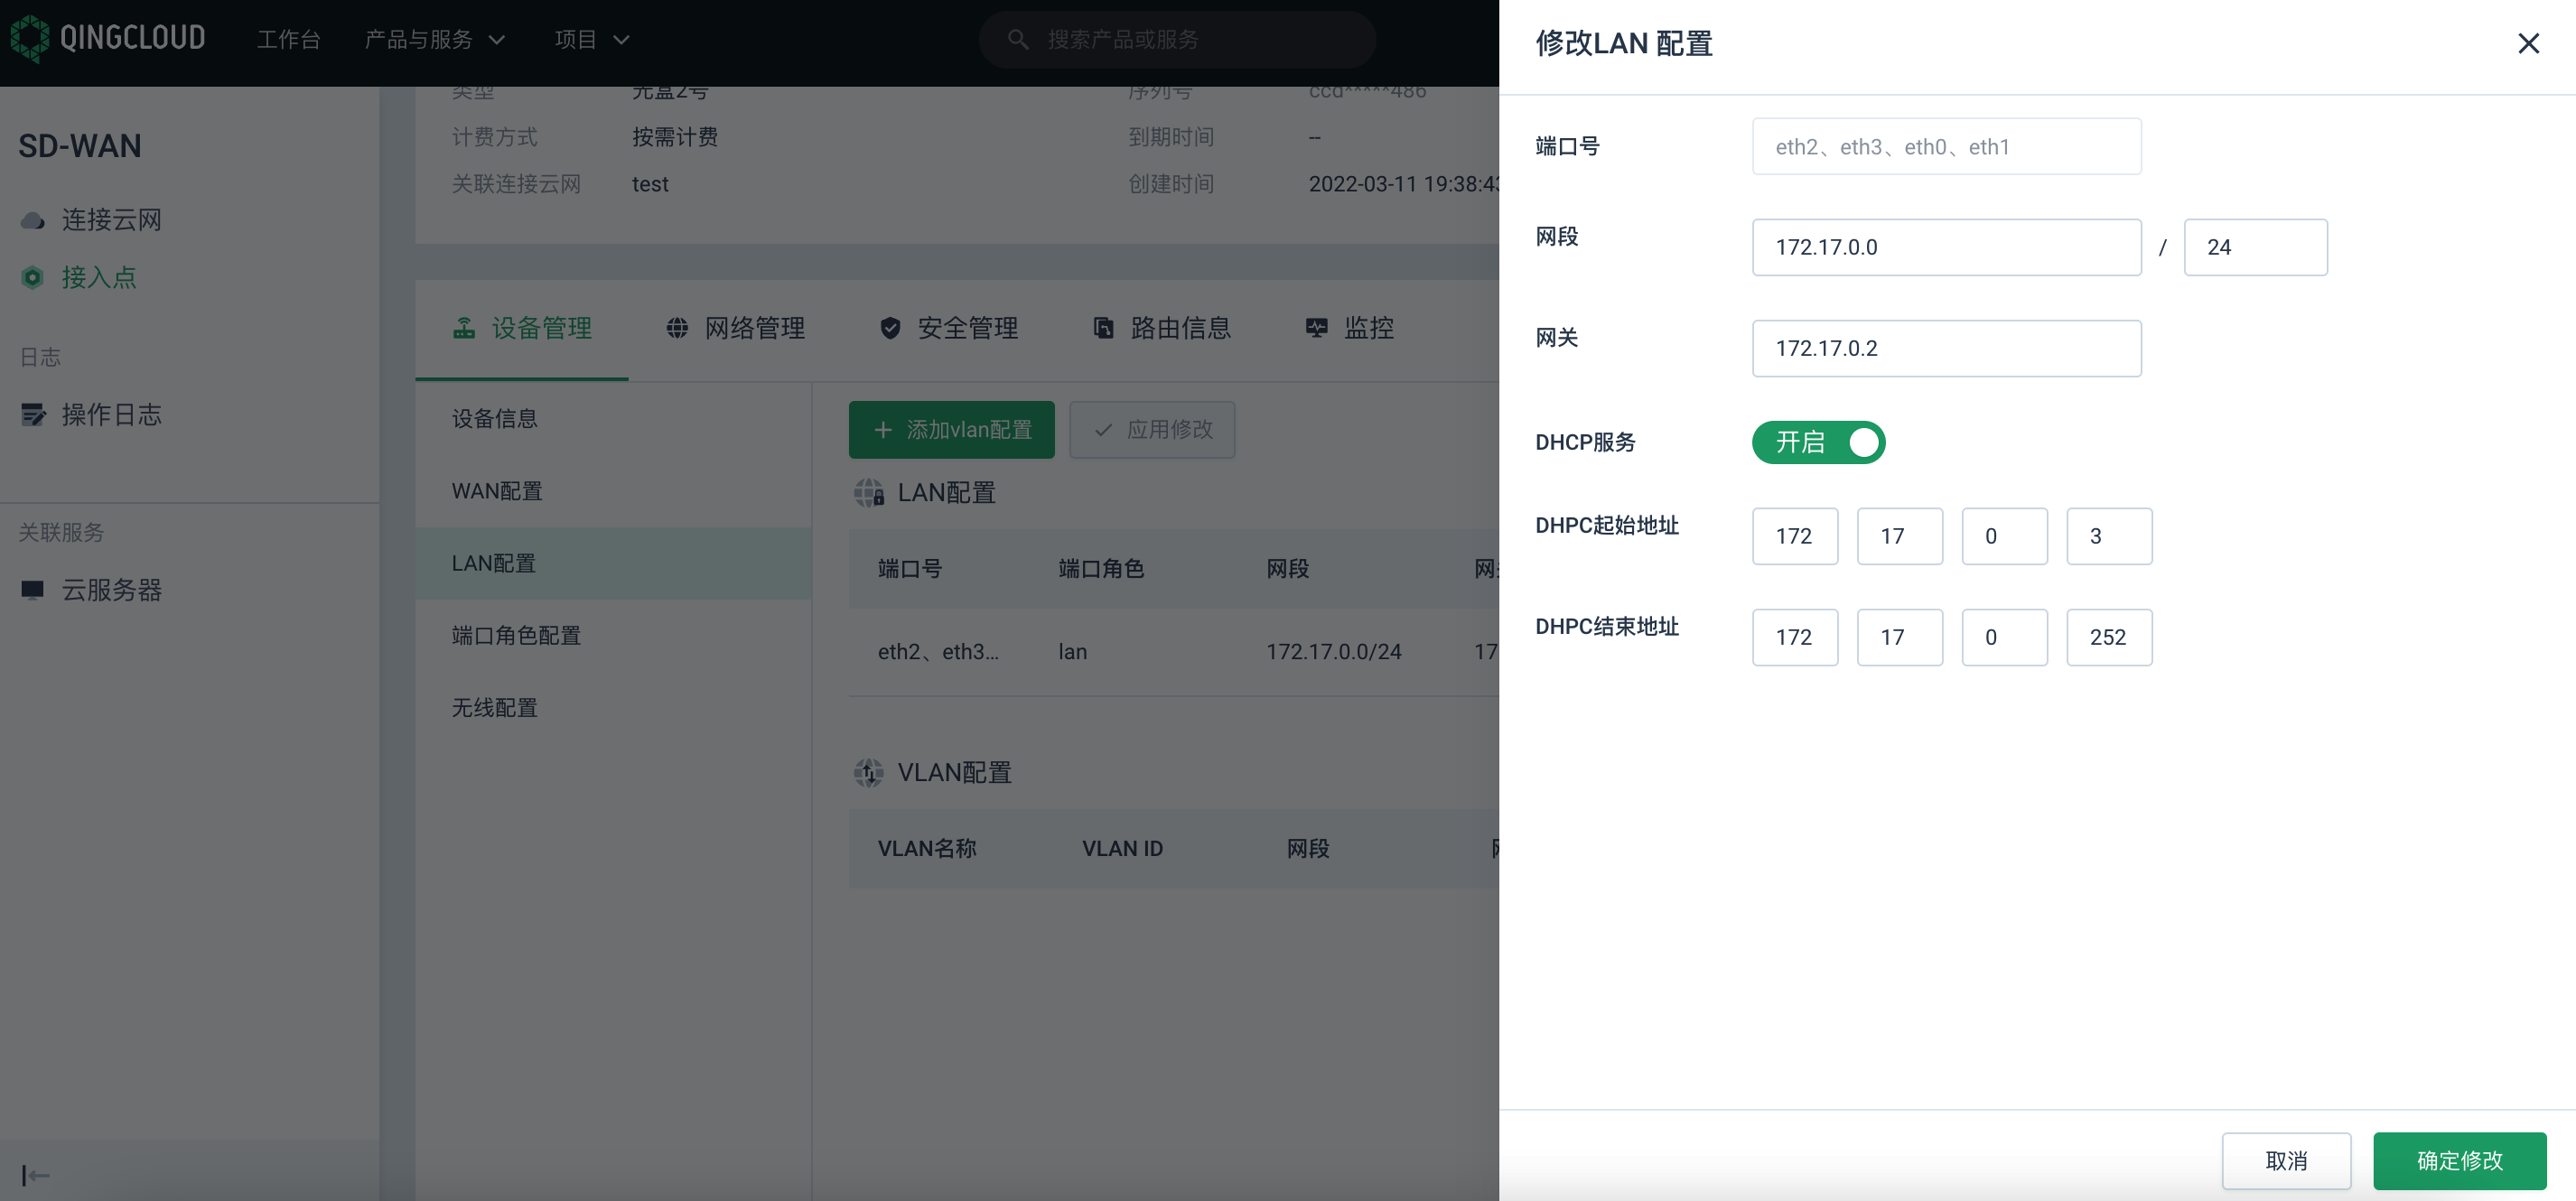 QINGCLOUD 工作台 产品与服务 项目 搜索产品或服务
SD-WAN
连接云网
接入点
日志
操作日志
关联服务
云服务器
类型 光盒2号 序列号 ccd*****486
计费方式 按需计费 到期时间 --
关联连接云网 test 创建时间 2022-03-11 19:38:43
设备管理 网络管理 安全管理 路由信息 监控
设备信息
WAN配置
LAN配置
端口角色配置
无线配置
添加vlan配置 应用修改
LAN配置
端口号 端口角色 网段
eth2、eth3... lan 172.17.0.0/24 17
VLAN配置
VLAN名称 VLAN ID 网段
修改LAN 配置
端口号 eth2、eth3、eth0、eth1
网段 172.17.0.0 / 24
网关 172.17.0.2
DHCP服务 开启
DHPC起始地址 172 17 0 3
DHPC结束地址 172 17 0 252
取消 确定修改